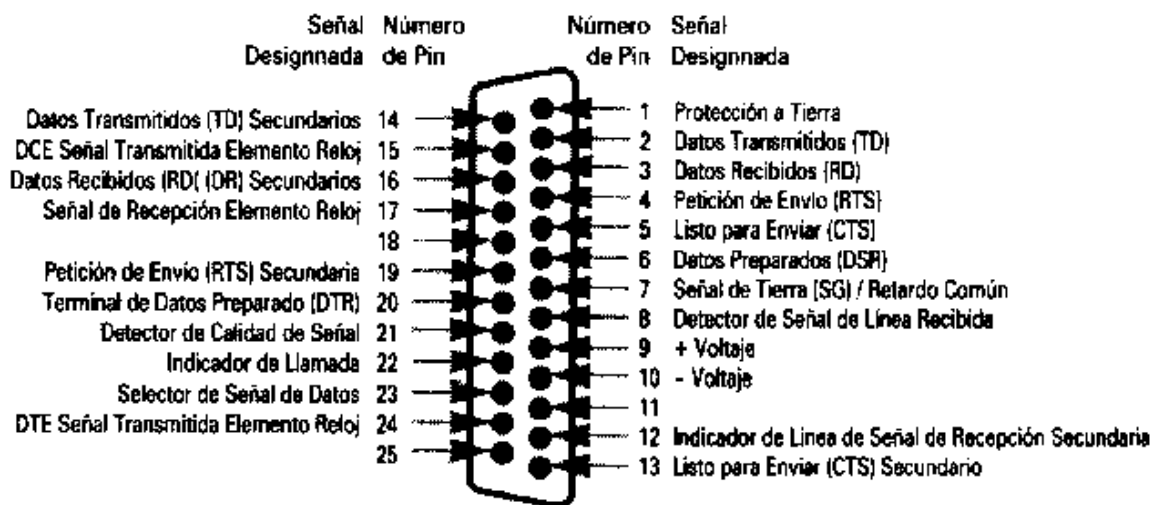 Señal Número
Designnada de Pin
Datos Transmitidos (TD) Secundarios 14
DCE Señal Transmitida Elemento Reloj 15
Datos Recibidos (RD( (DR) Secundarios 16
Señal de Recepción Elemento Reloj 17
18
Petición de Envio (RTS) Secundaria 19
Terminal de Datos Preparado (DTR) 20
Detector de Calidad de Señal 21
Indicador de Llamada 22
Selector de Señal de Datos 23
DTE Señal Transmitida Elemento Reloj 24
25
Número Señal
de Pin Designnada
1 Protección a Tierra
2 Datos Transmitidos (TD)
3 Datos Recibidos (RD)
4 Petición de Envío (RTS)
5 Listo para Enviar (CTS)
6 Datos Preparados (DSR)
7 Señal de Tierra (SG) / Retardo Común
8 Detector de Señal de Línea Recibida
9 + Voltaje
10 - Voltaje
11
12 Indicador de Linea de Señal de Recepción Secundaria
13 Listo para Enviar (CTS) Secundario